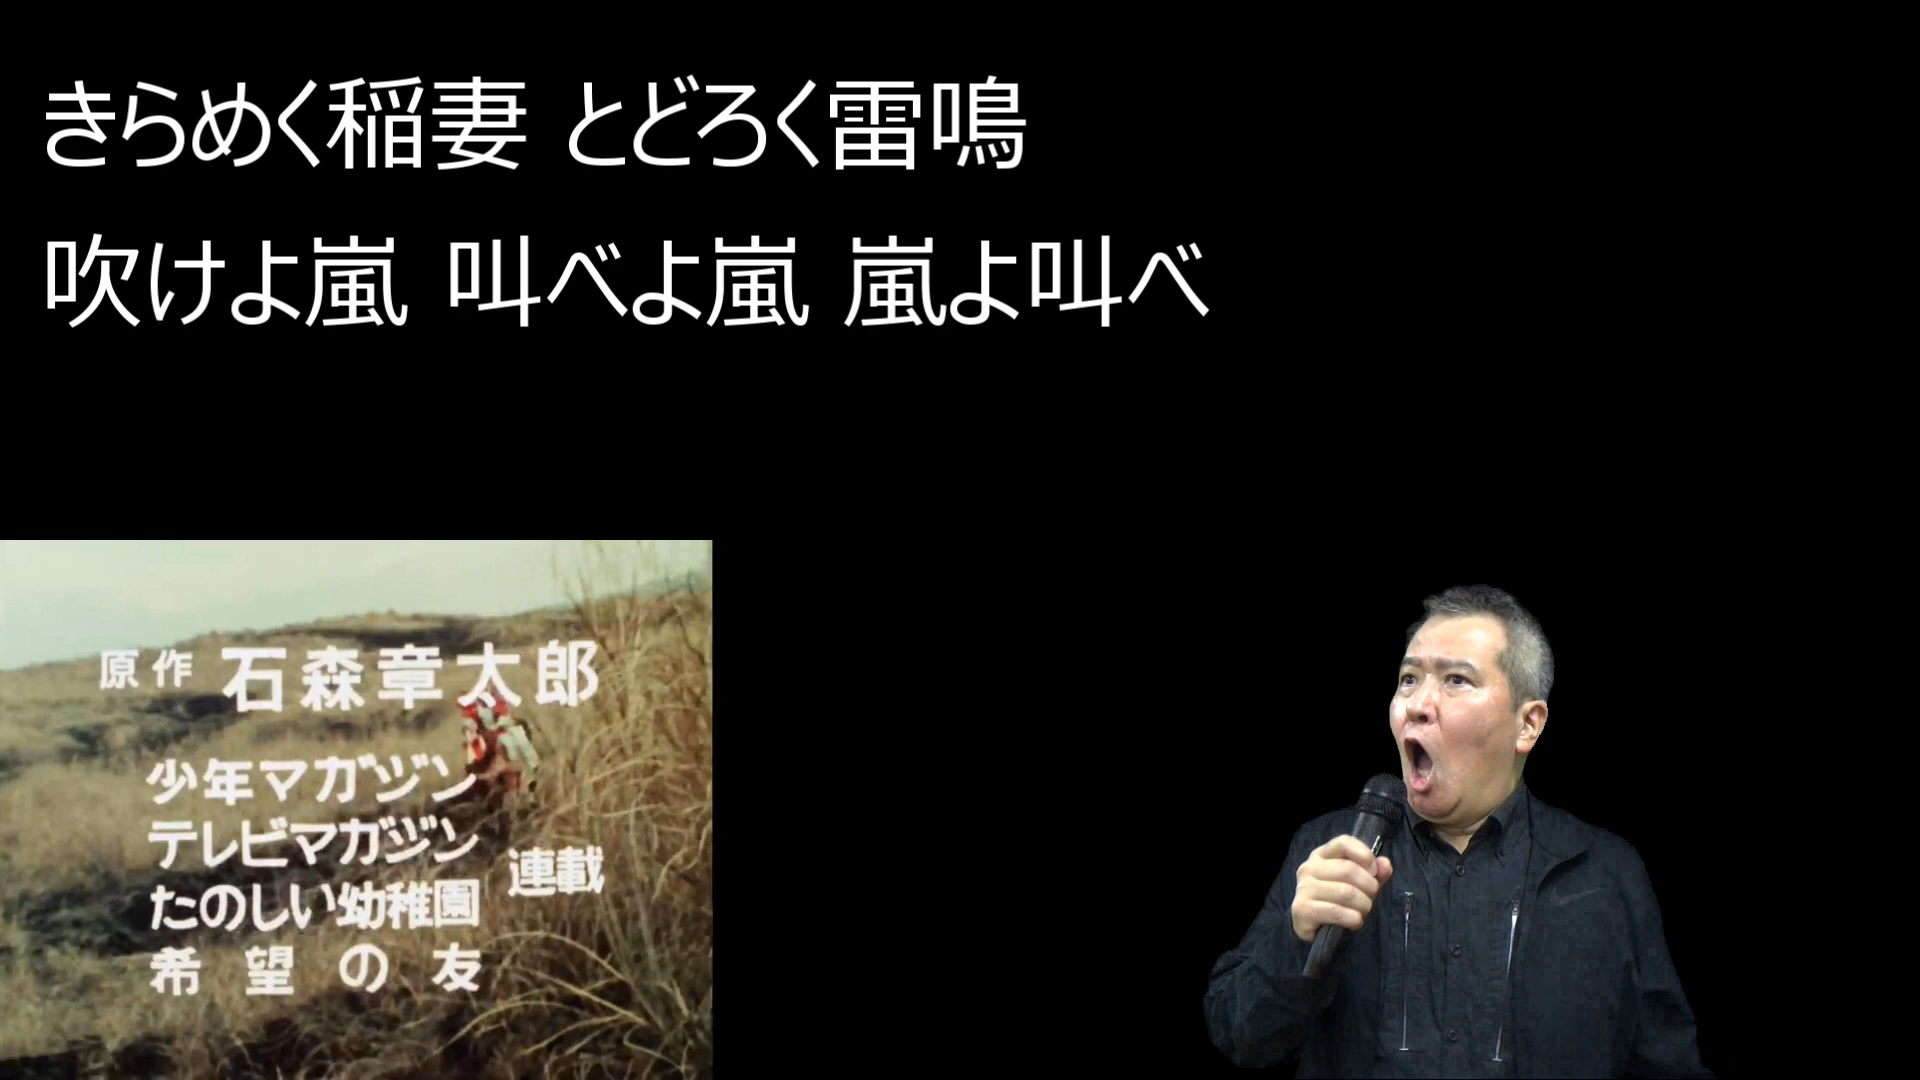 きらめく稲妻 とどろく雷鳴
吹けよ嵐 叫べよ嵐 嵐よ叫べ
原作 石森章太郎
少年マガジン
テレビマガジン
たのしい幼稚園
希望の友
連載